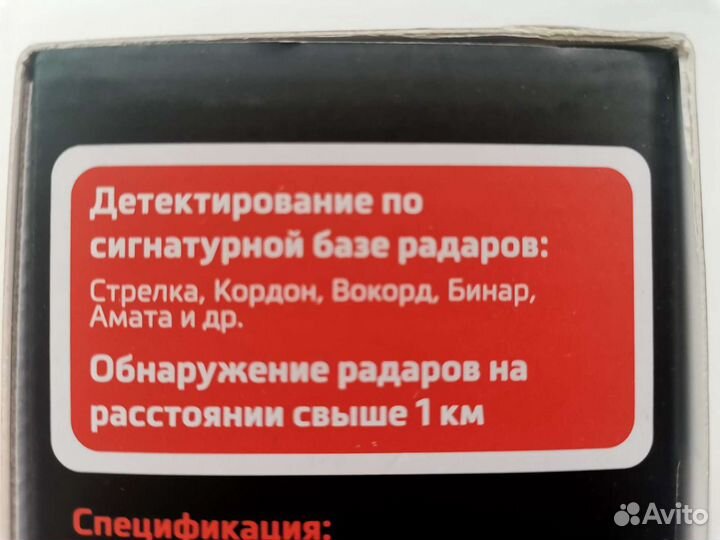 Детектирование по
сигнатурной базе радаров:
Стрелка, Кордон, Вокорд, Бинар,
Амата и др.
Обнаружение радаров на
расстоянии свыше 1 км
Спецификация:
Avito